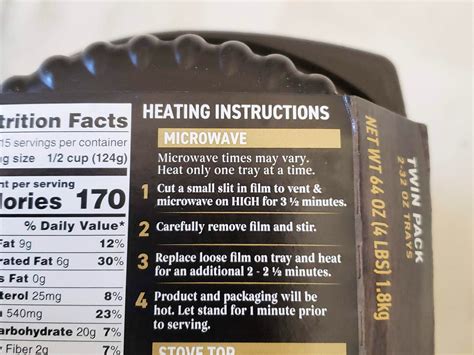 trition Facts
15 servings per container
ng size 1/2 cup (124g)
nt per serving
lories 170
% Daily Value*
Fat 9g 12%
rated Fat 6g 30%
s Fat 0g
terol 25mg 8%
540mg 23%
arbohydrate 20g 7%
Fiber 2g 7%
HEATING INSTRUCTIONS
MICROWAVE
Microwave times may vary.
Heat only one tray at a time.
1 Cut a small slit in film to vent &
microwave on HIGH for 3 ½ minutes.
2 Carefully remove film and stir.
3 Replace loose film on tray and heat
for an additional 2 - 2 ½ minutes.
4 Product and packaging will be
hot. Let stand for 1 minute prior
to serving.
STOVE TOP
TWIN PACK
2-32 OZ TRAYS
NET WT 64 OZ (4 LBS) 1.8kg